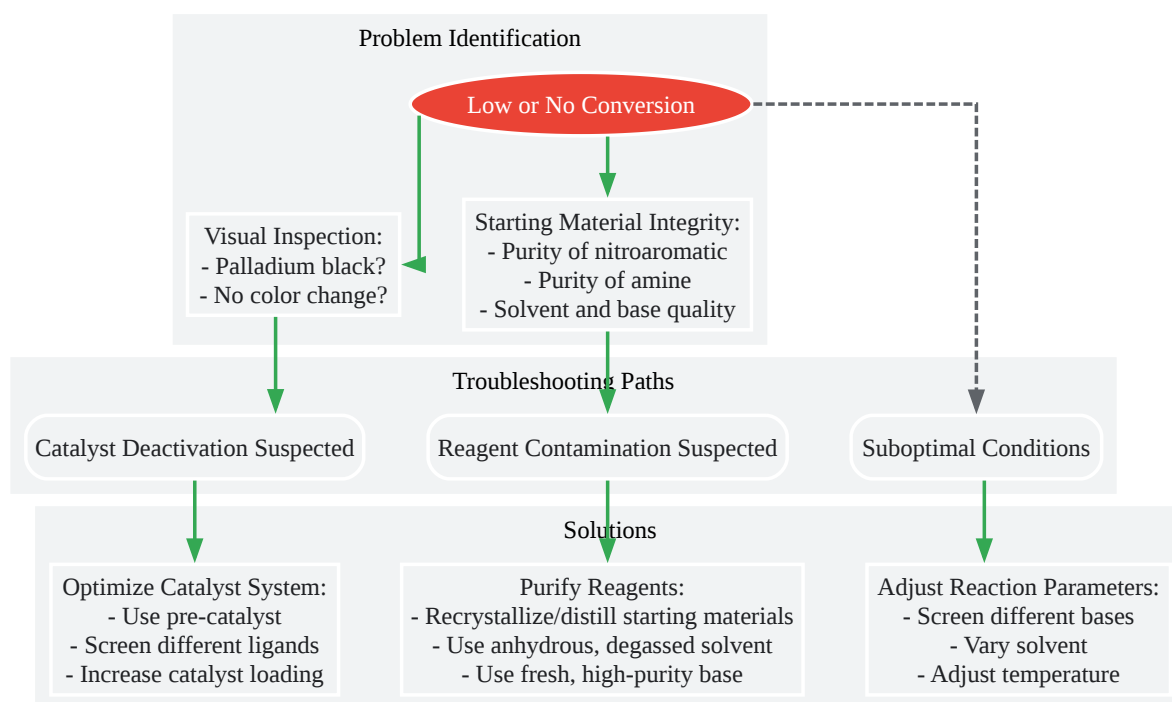 Problem Identification
Low or No Conversion
Visual Inspection:
- Palladium black?
- No color change?
Starting Material Integrity:
- Purity of nitroaromatic
- Purity of amine
- Solvent and base quality
Troubleshooting Paths
Catalyst Deactivation Suspected
Reagent Contamination Suspected
Suboptimal Conditions
Solutions
Optimize Catalyst System:
- Use pre-catalyst
- Screen different ligands
- Increase catalyst loading
Purify Reagents:
- Recrystallize/distill starting materials
- Use anhydrous, degassed solvent
- Use fresh, high-purity base
Adjust Reaction Parameters:
- Screen different bases
- Vary solvent
- Adjust temperature